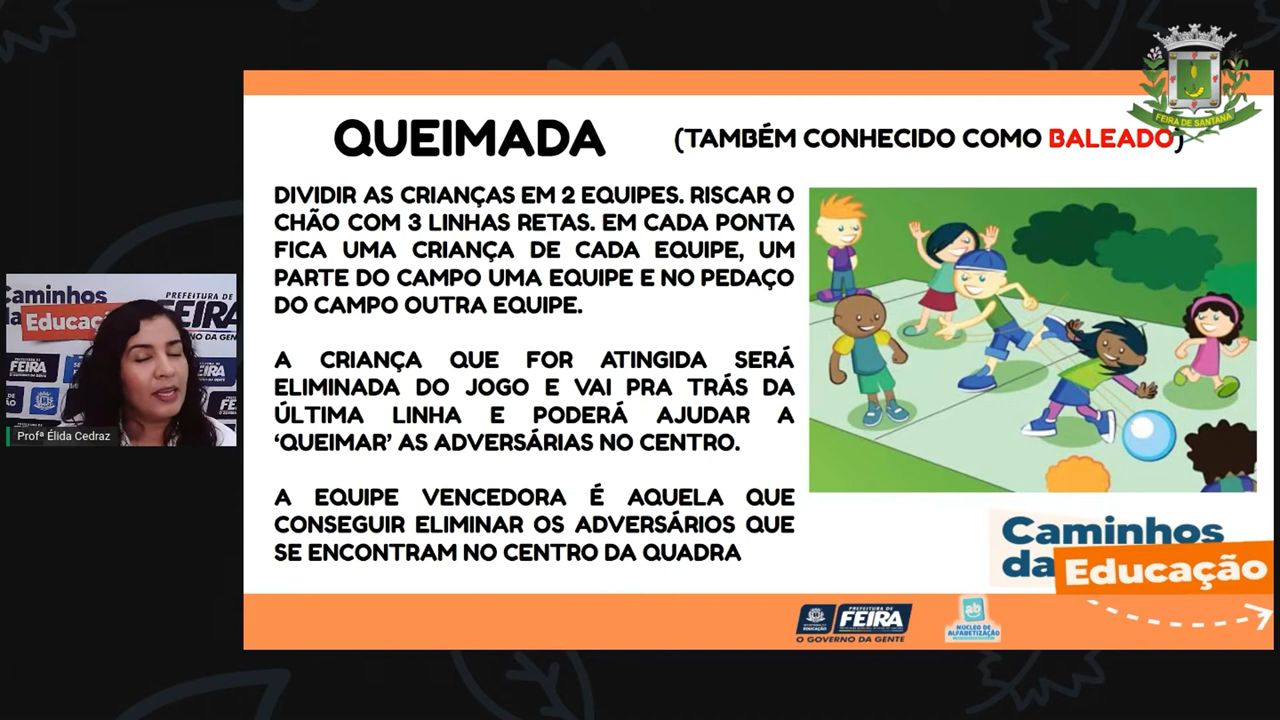 FEIRA DE SANTANA
QUEIMADA
(TAMBÉM CONHECIDO COMO BALEADO)
DIVIDIR AS CRIANÇAS EM 2 EQUIPES. RISCAR O
CHÃO COM 3 LINHAS RETAS. EM CADA PONTA
FICA UMA CRIANÇA DE CADA EQUIPE, UM
PARTE DO CAMPO UMA EQUIPE E NO PEDAÇO
DO CAMPO OUTRA EQUIPE.
A CRIANÇA QUE FOR ATINGIDA SERÁ
ELIMINADA DO JOGO E VAI PRA TRÁS DA
ÚLTIMA LINHA E PODERÁ AJUDAR A
‘QUEIMAR’ AS ADVERSÁRIAS NO CENTRO.
A EQUIPE VENCEDORA É AQUELA QUE
CONSEGUIR ELIMINAR OS ADVERSÁRIOS QUE
SE ENCONTRAM NO CENTRO DA QUADRA
Caminhos
PREFEITURA DE
Educaç
FEIRA
FEIRA
Profª Élida Cedraz
Caminhos
da Educação
EDUCAÇÃO
PREFEITURA DE
FEIRA
O GOVERNO DA GENTE
ab
NÚCLEO DE
ALFABETIZAÇÃO